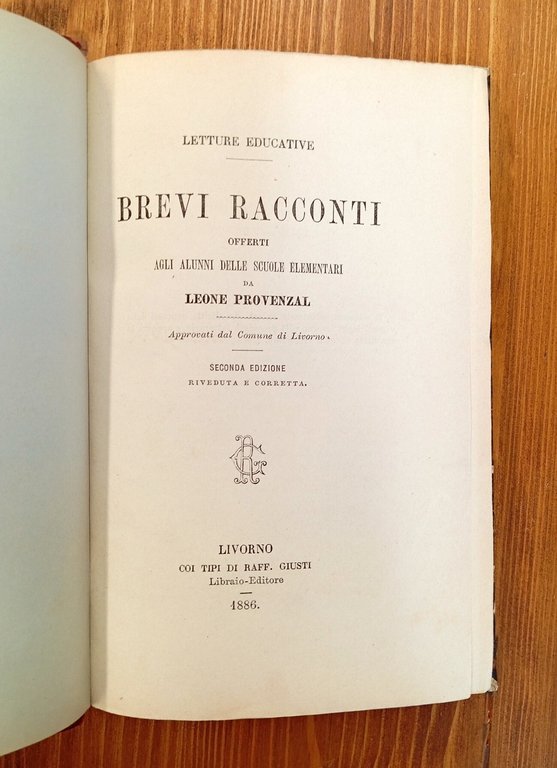 LETTURE EDUCATIVE
BREVI RACCONTI
OFFERTI
AGLI ALUNNI DELLE SCUOLE ELEMENTARI
DA
LEONE PROVENZAL
Approvati dal Comune di Livorno.
SECONDA EDIZIONE
RIVEDUTA E CORRETTA.
LIVORNO
COI TIPI DI RAFF. GIUSTI
Libraio-Editore
1886.